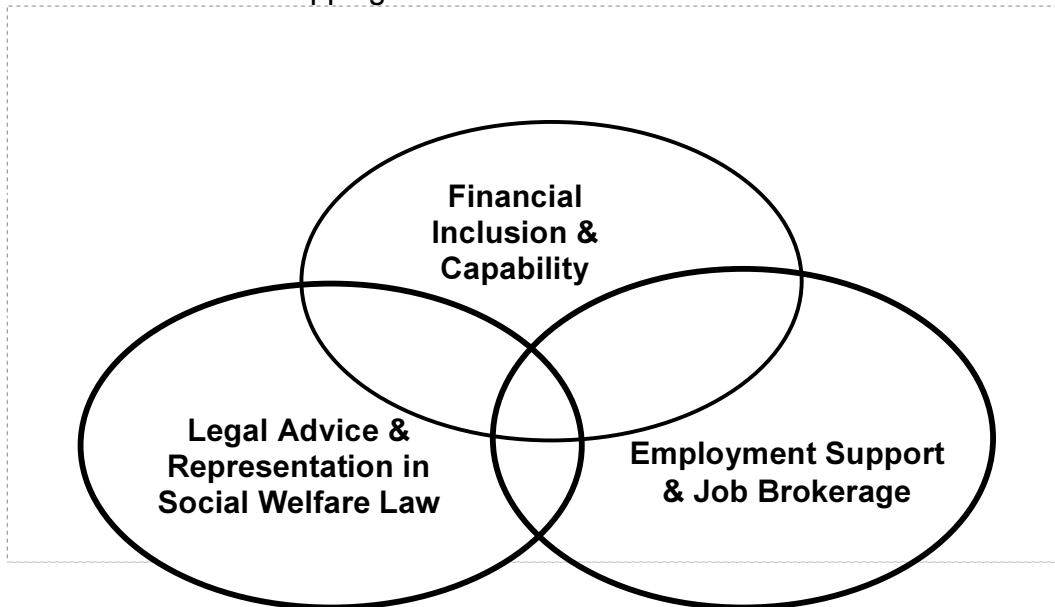 Financial
Inclusion &
Capability
Legal Advice &
Representation in
Social Welfare Law
Employment Support
& Job Brokerage